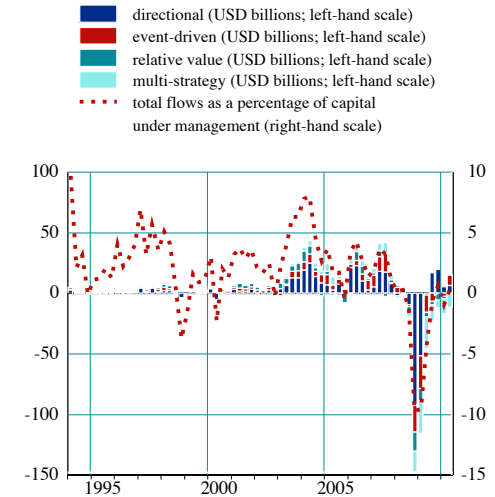 directional (USD billions; left-hand scale)
event-driven (USD billions; left-hand scale)
relative value (USD billions; left-hand scale)
multi-strategy (USD billions; left-hand scale)
total flows as a percentage of capital
under management (right-hand scale)
100 10
50 5
0 0
-50 -5
-100 -10
-150 -15
1995 2000 2005